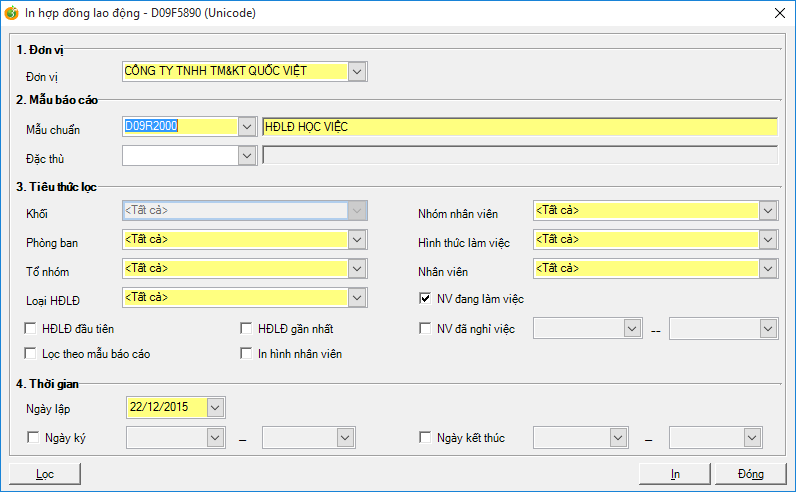 In hợp đồng lao động - D09F5890 (Unicode)
1. Đơn vị
Đơn vị CÔNG TY TNHH TM&KT QUỐC VIỆT
2. Mẫu báo cáo
Mẫu chuẩn D09R2000 HĐLĐ HỌC VIỆC
Đặc thù
3. Tiêu thức lọc
Khối <Tất cả> Nhóm nhân viên <Tất cả>
Phòng ban <Tất cả> Hình thức làm việc <Tất cả>
Tổ nhóm <Tất cả> Nhân viên <Tất cả>
Loại HĐLĐ <Tất cả> NV đang làm việc
HĐLĐ đầu tiên HĐLĐ gần nhất NV đã nghỉ việc --
Lọc theo mẫu báo cáo In hình nhân viên
4. Thời gian
Ngày lập 22/12/2015
Ngày ký – Ngày kết thúc –
Lọc In Đóng